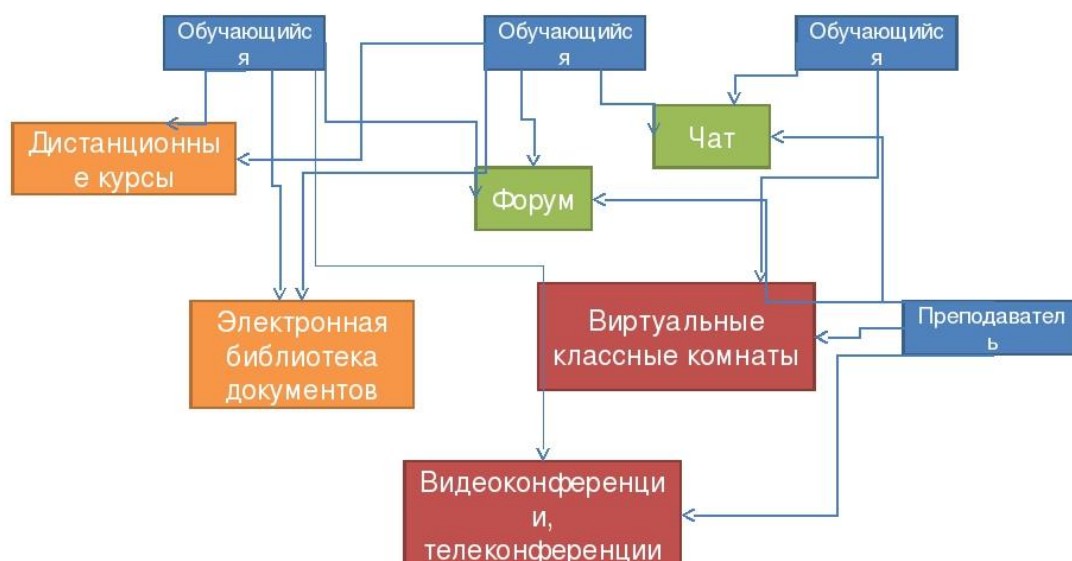 Обучающийс
я
Обучающийс
я
Обучающийс
я
Дистанционны
е курсы
Чат
Форум
Электронная
библиотека
документов
Виртуальные
классные комнаты
Преподавател
ь
Видеоконференци
и,
телеконференции